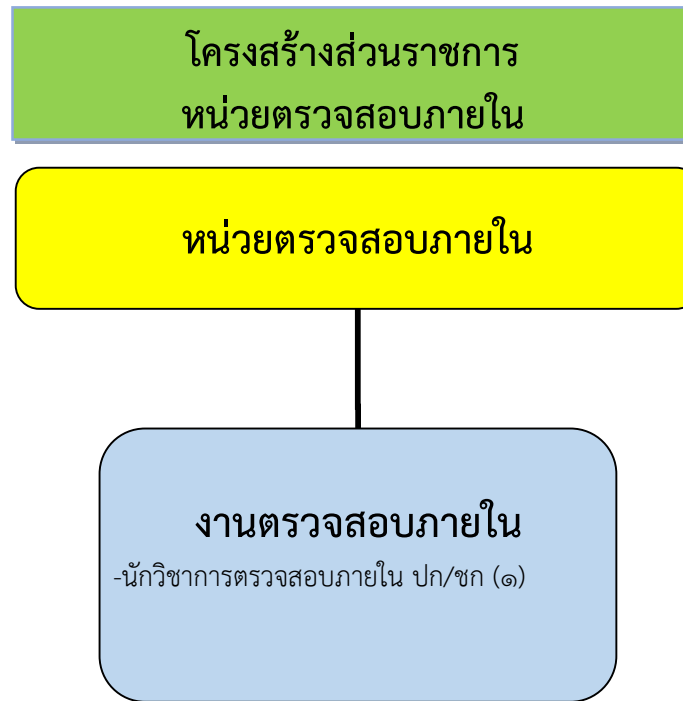 โครงสร้างส่วนราชการ
หน่วยตรวจสอบภายใน
หน่วยตรวจสอบภายใน
งานตรวจสอบภายใน
-นักวิชาการตรวจสอบภายใน ปก/ชก (๑)